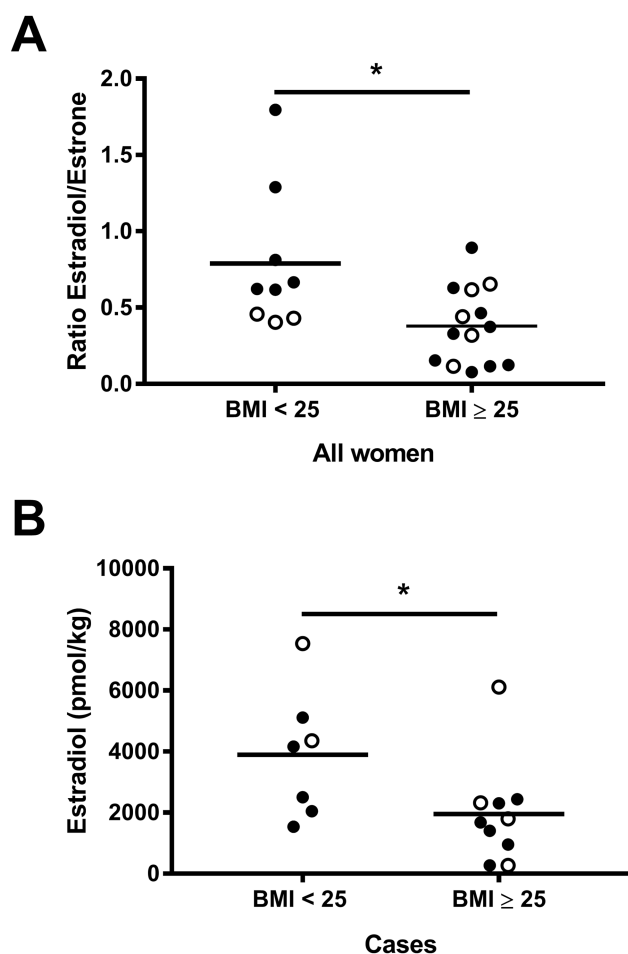 A
*
2.0
1.5
1.0
0.5
0.0
Ratio Estradiol/Estrone
BMI < 25
BMI ≥ 25
All women
B
*
10000
8000
6000
4000
2000
0
Estradiol (pmol/kg)
BMI < 25
BMI ≥ 25
Cases